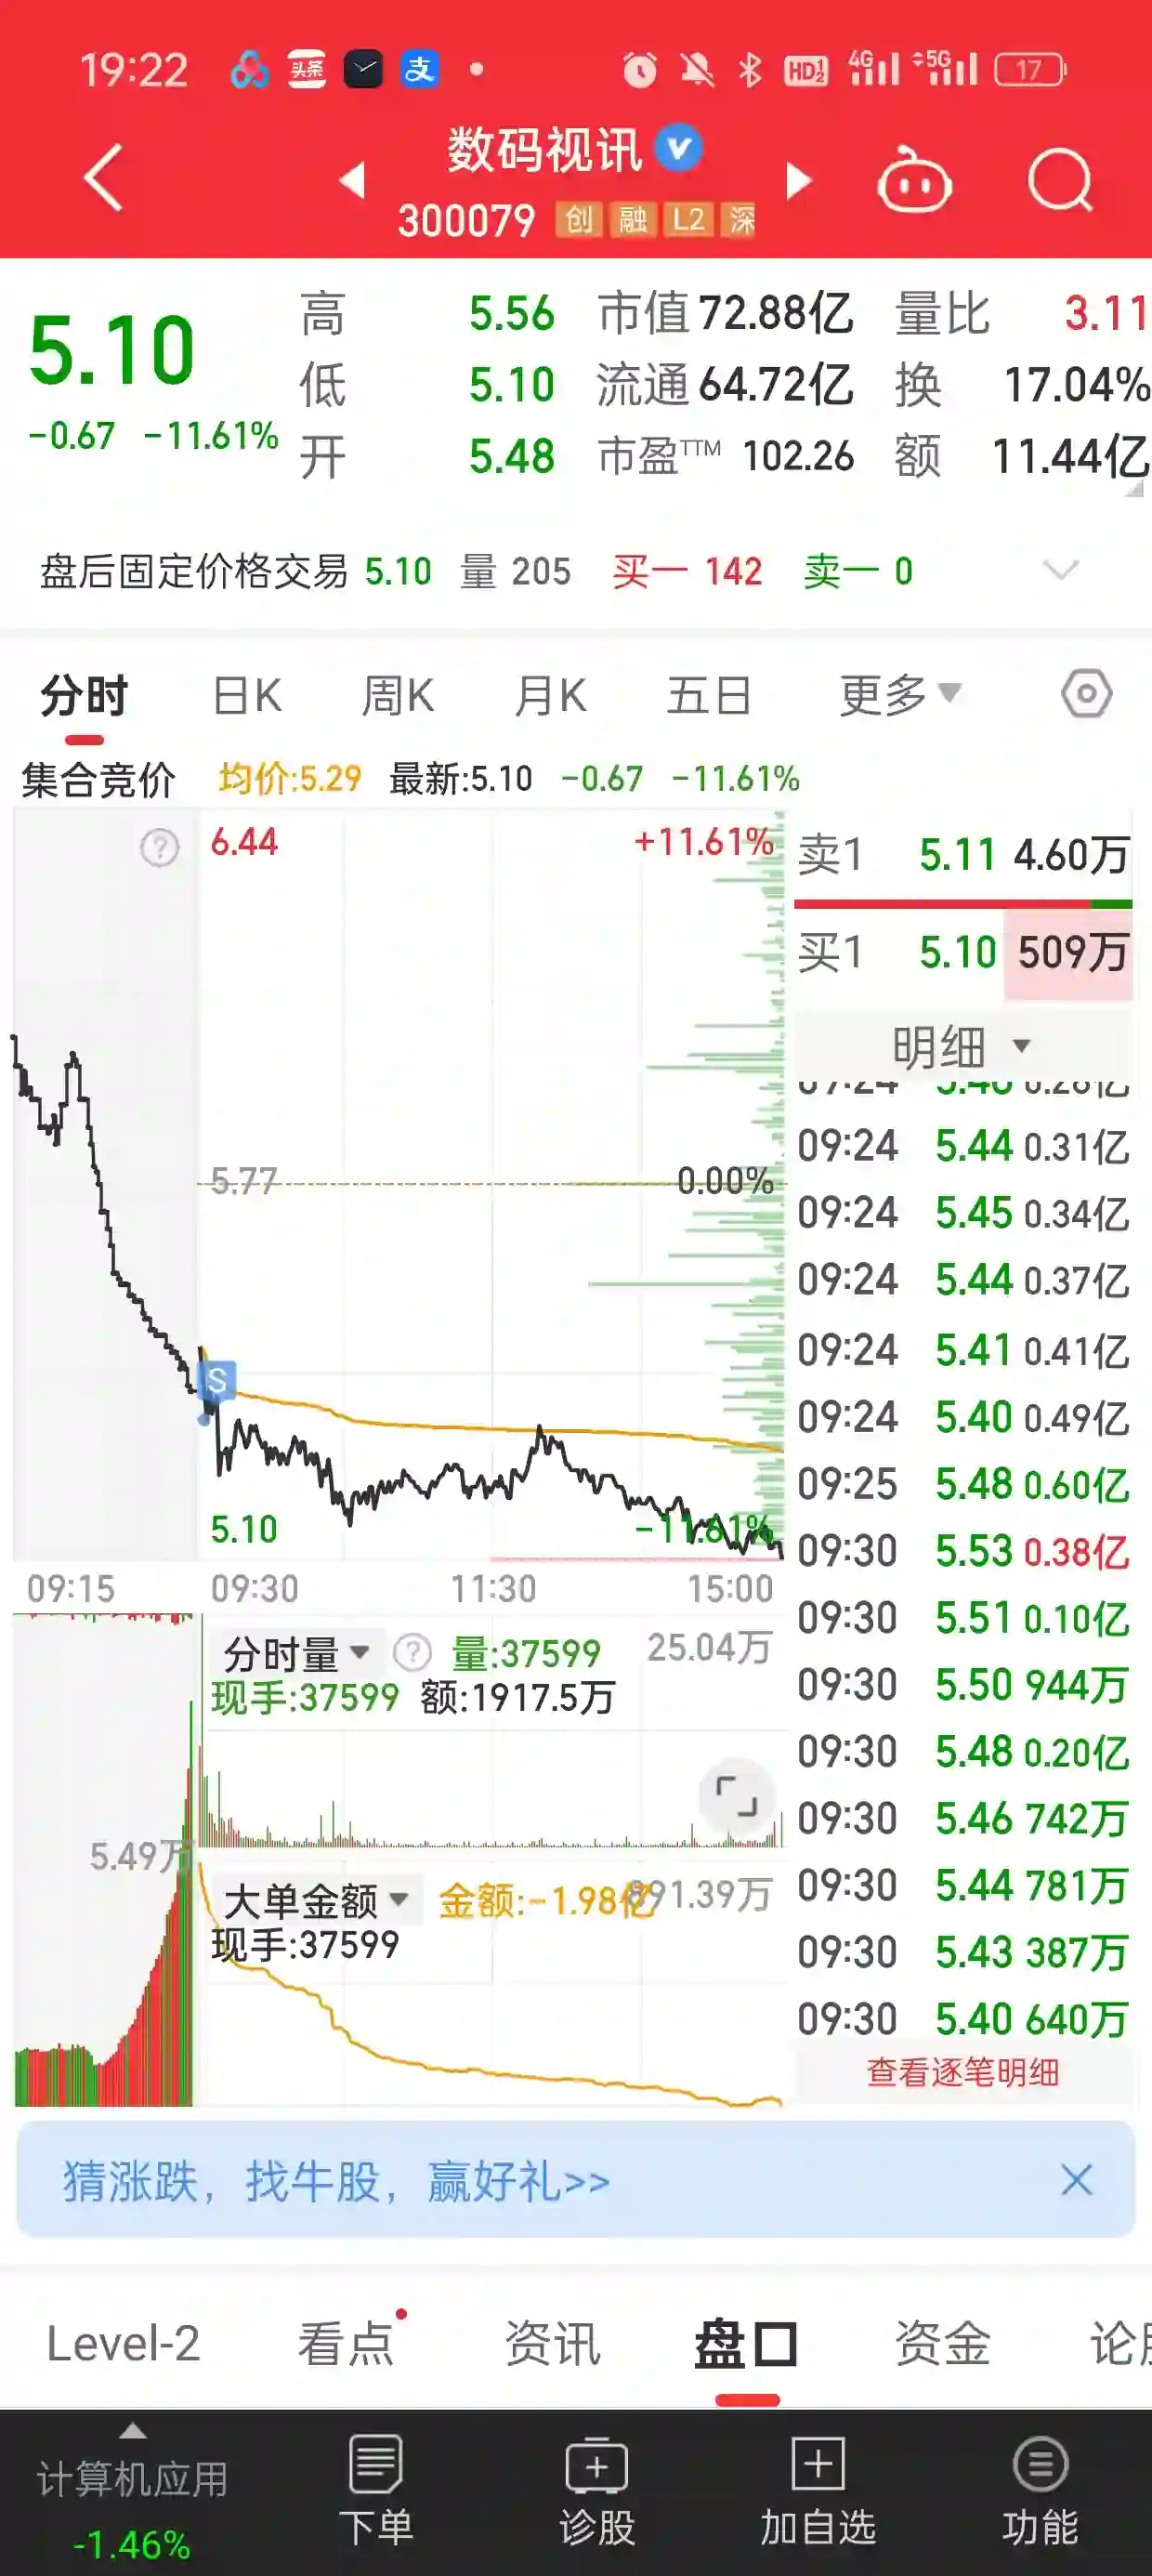 19:22 头条 支 HD 1 2 4G 5G 17
数码视讯
300079 创 融 L2 深
5.10
-0.67 -11.61%
高 5.56 市值 72.88亿 量比 3.11
低 5.10 流通 64.72亿 换 17.04%
开 5.48 市盈TTM 102.26 额 11.44亿
盘后固定价格交易 5.10 量 205 买一 142 卖一 0
分时 日K 周K 月K 五日 更多
集合竞价 均价:5.29 最新:5.10 -0.67 -11.61%
? 6.44 +11.61%
5.77 0.00%
S
5.10 -11.61%
09:15 09:30 11:30 15:00
卖1 5.11 4.60万
买1 5.10 509万
明细
09:24 5.44 0.31亿
09:24 5.45 0.34亿
09:24 5.44 0.37亿
09:24 5.41 0.41亿
09:24 5.40 0.49亿
09:25 5.48 0.60亿
09:30 5.53 0.38亿
09:30 5.51 0.10亿
09:30 5.50 944万
09:30 5.48 0.20亿
09:30 5.46 742万
09:30 5.44 781万
09:30 5.43 387万
09:30 5.40 640万
查看逐笔明细
分时量 ? 量:37599 25.04万
现手:37599 额:1917.5万
5.49万
大单金额 金额:-1.98亿 891.39万
现手:37599
猜涨跌，找牛股，赢好礼>>
Level-2 看点 资讯 盘口 资金 论股
计算机应用
-1.46%
下单 诊股 加自选 功能